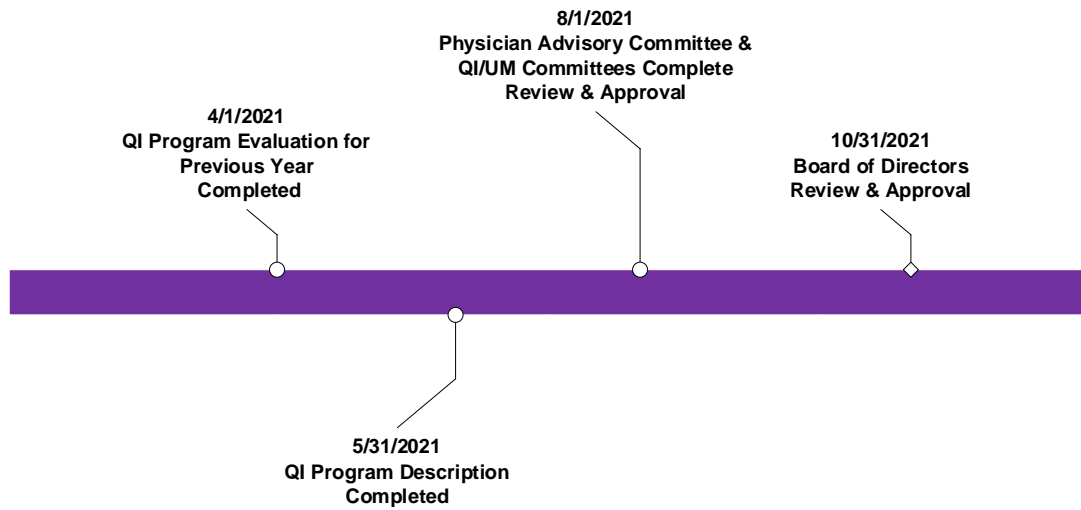 8/1/2021
Physician Advisory Committee &
QI/UM Committees Complete
Review & Approval
4/1/2021
QI Program Evaluation for
Previous Year
Completed
10/31/2021
Board of Directors
Review & Approval
5/31/2021
QI Program Description
Completed